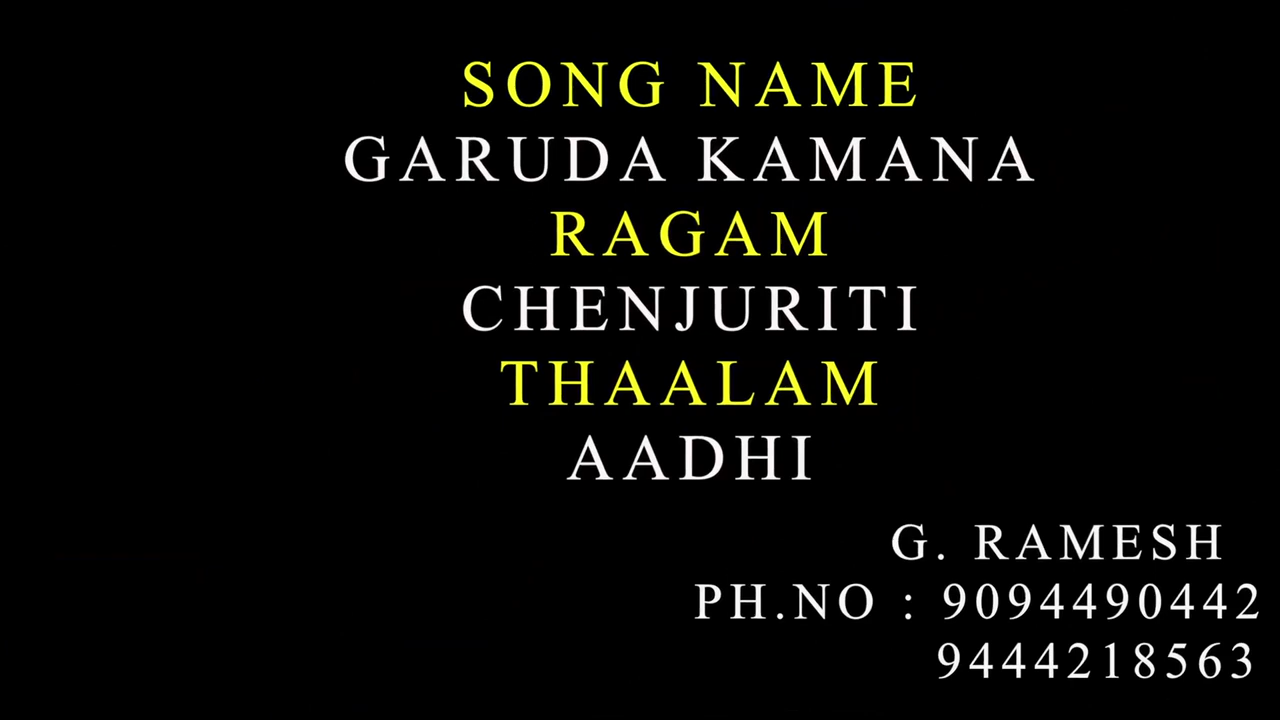 SONG NAME
GARUDA KAMANA
RAGAM
CHENJURITI
THAALAM
AADHI
G. RAMESH
PH.NO : 9094490442
9444218563